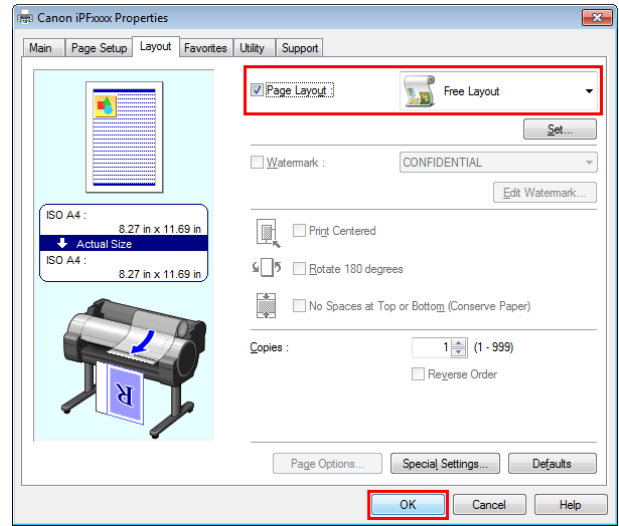 Canon iPFxxxx Properties
Main Page Setup Layout Favorites Utility Support
Page Layout : Free Layout
Set...
Watermark : CONFIDENTIAL
Edit Watermark...
ISO A4 :
8.27 in x 11.69 in
Actual Size
ISO A4 :
8.27 in x 11.69 in
Print Centered
Rotate 180 degrees
No Spaces at Top or Bottom (Conserve Paper)
Copies : 1 (1 - 999)
Reverse Order
R
Page Options... Special Settings... Defaults
OK Cancel Help